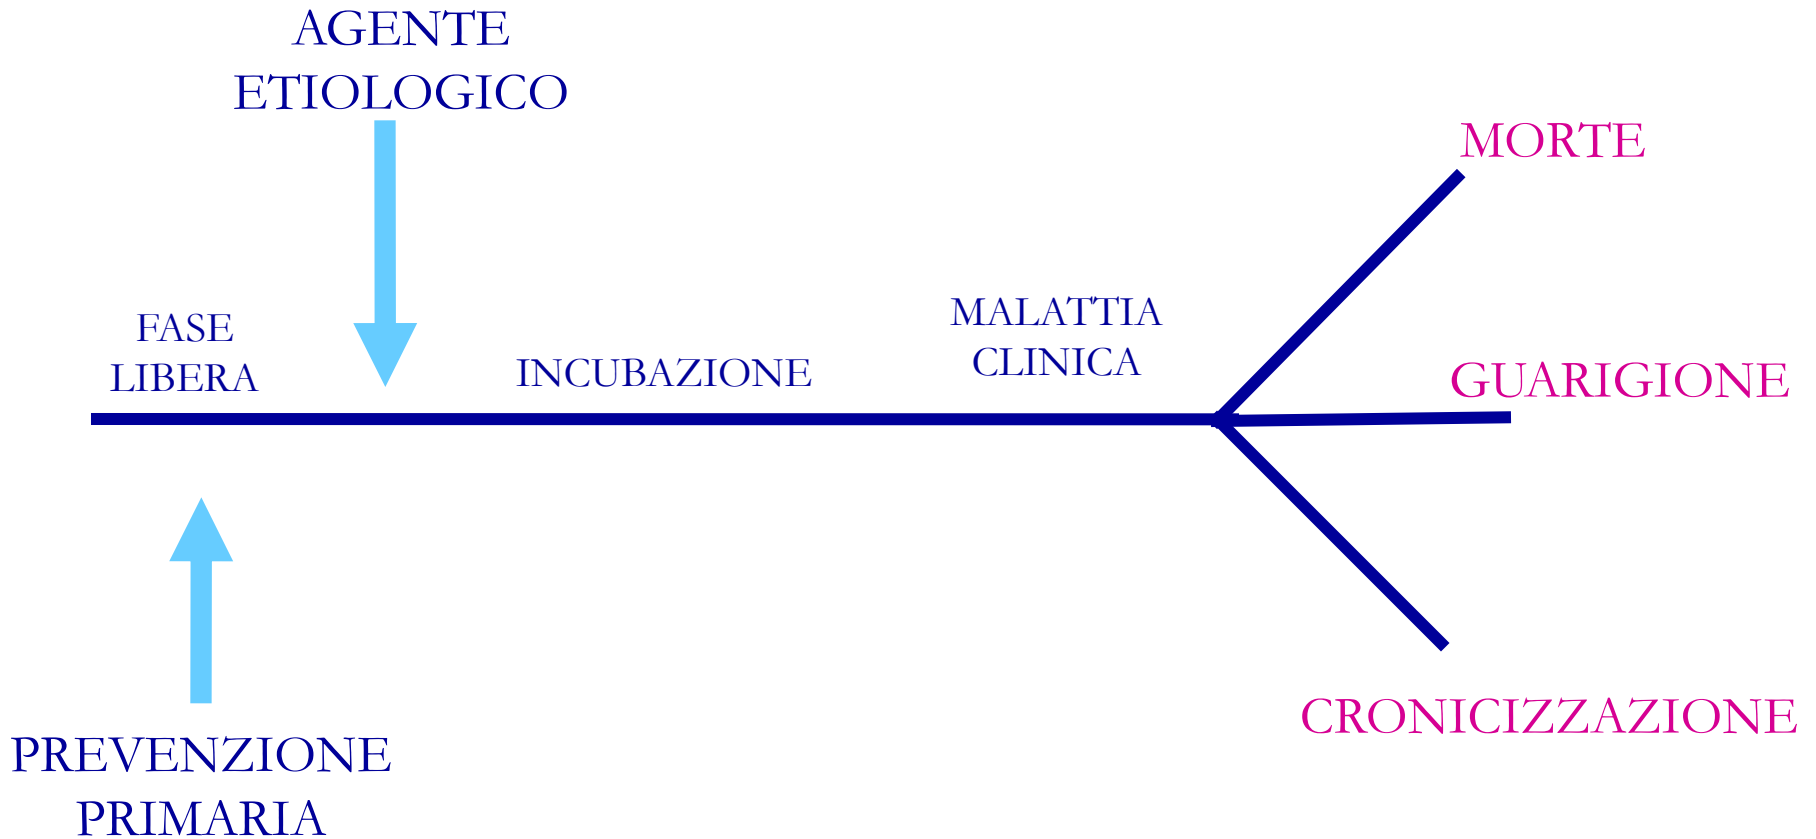 AGENTE
ETIOLOGICO
MORTE
FASE
LIBERA
INCUBAZIONE
MALATTIA
CLINICA
GUARIGIONE
CRONICIZZAZIONE
PREVENZIONE
PRIMARIA